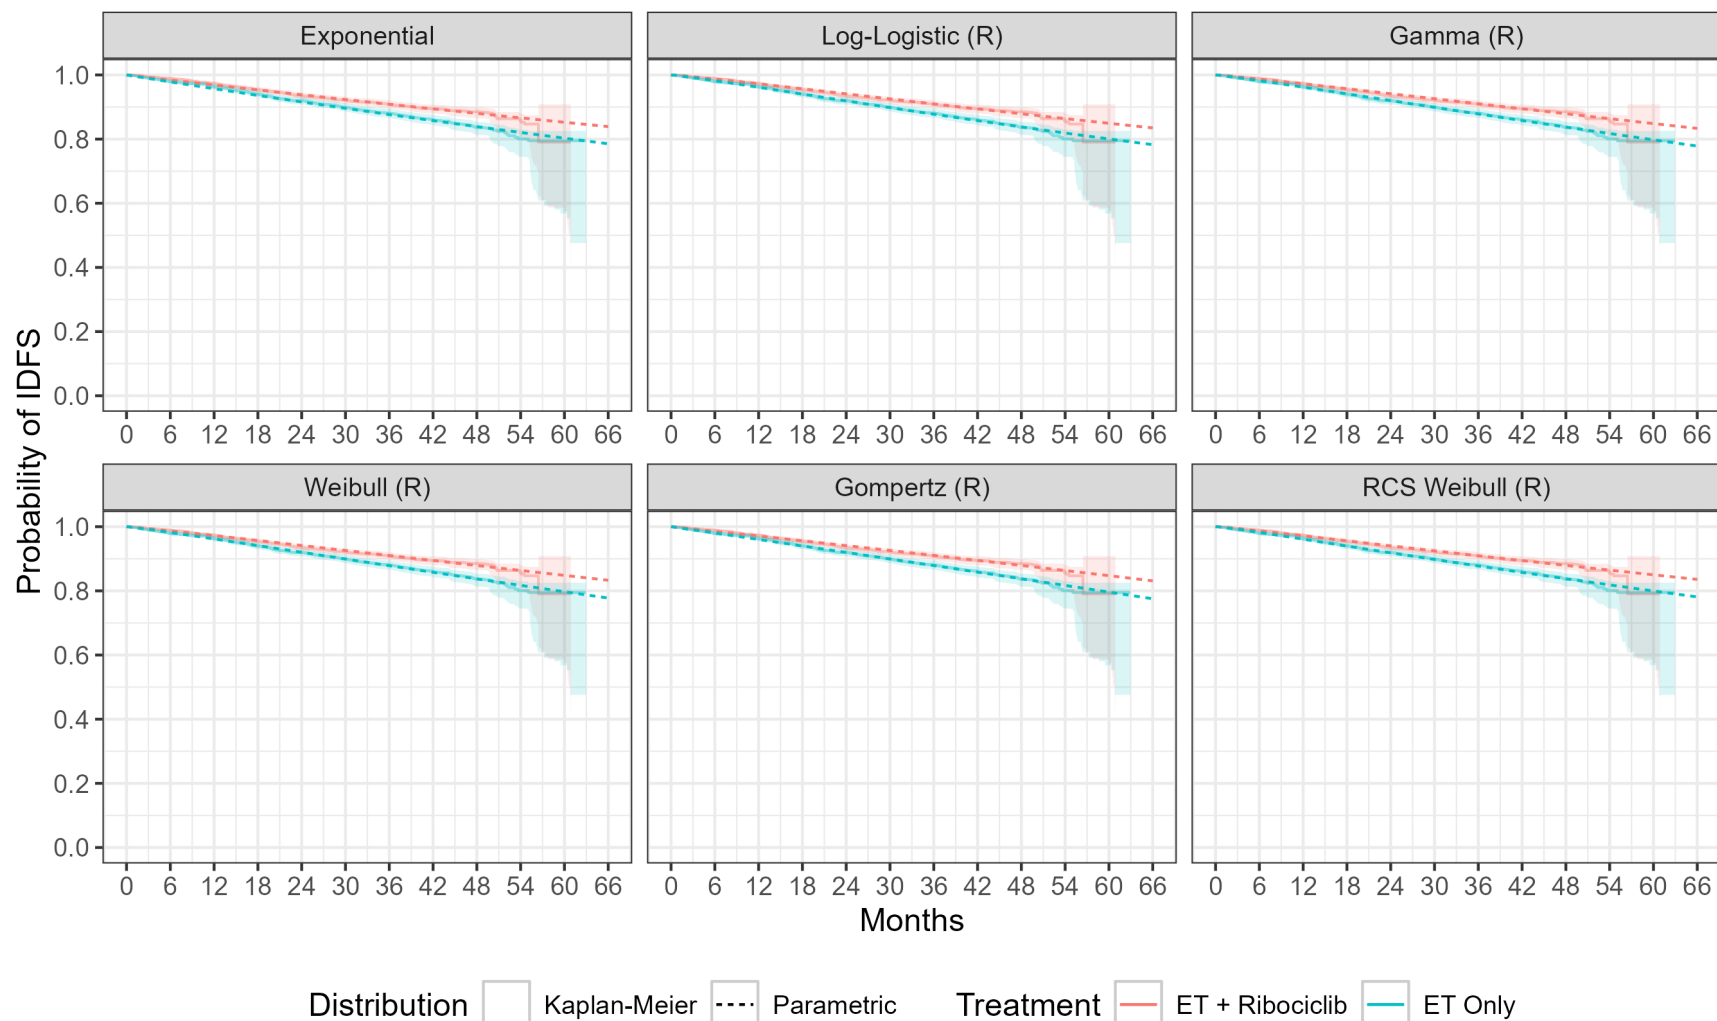 Exponential
Log-Logistic (R)
Gamma (R)
1.0
0.8
0.6
0.4
0.2
0.0
0 6 12 18 24 30 36 42 48 54 60 66
0 6 12 18 24 30 36 42 48 54 60 66
0 6 12 18 24 30 36 42 48 54 60 66
Probability of IDFS
Weibull (R)
Gompertz (R)
RCS Weibull (R)
1.0
0.8
0.6
0.4
0.2
0.0
0 6 12 18 24 30 36 42 48 54 60 66
0 6 12 18 24 30 36 42 48 54 60 66
0 6 12 18 24 30 36 42 48 54 60 66
Months
Distribution Kaplan-Meier Parametric Treatment ET + Ribociclib ET Only